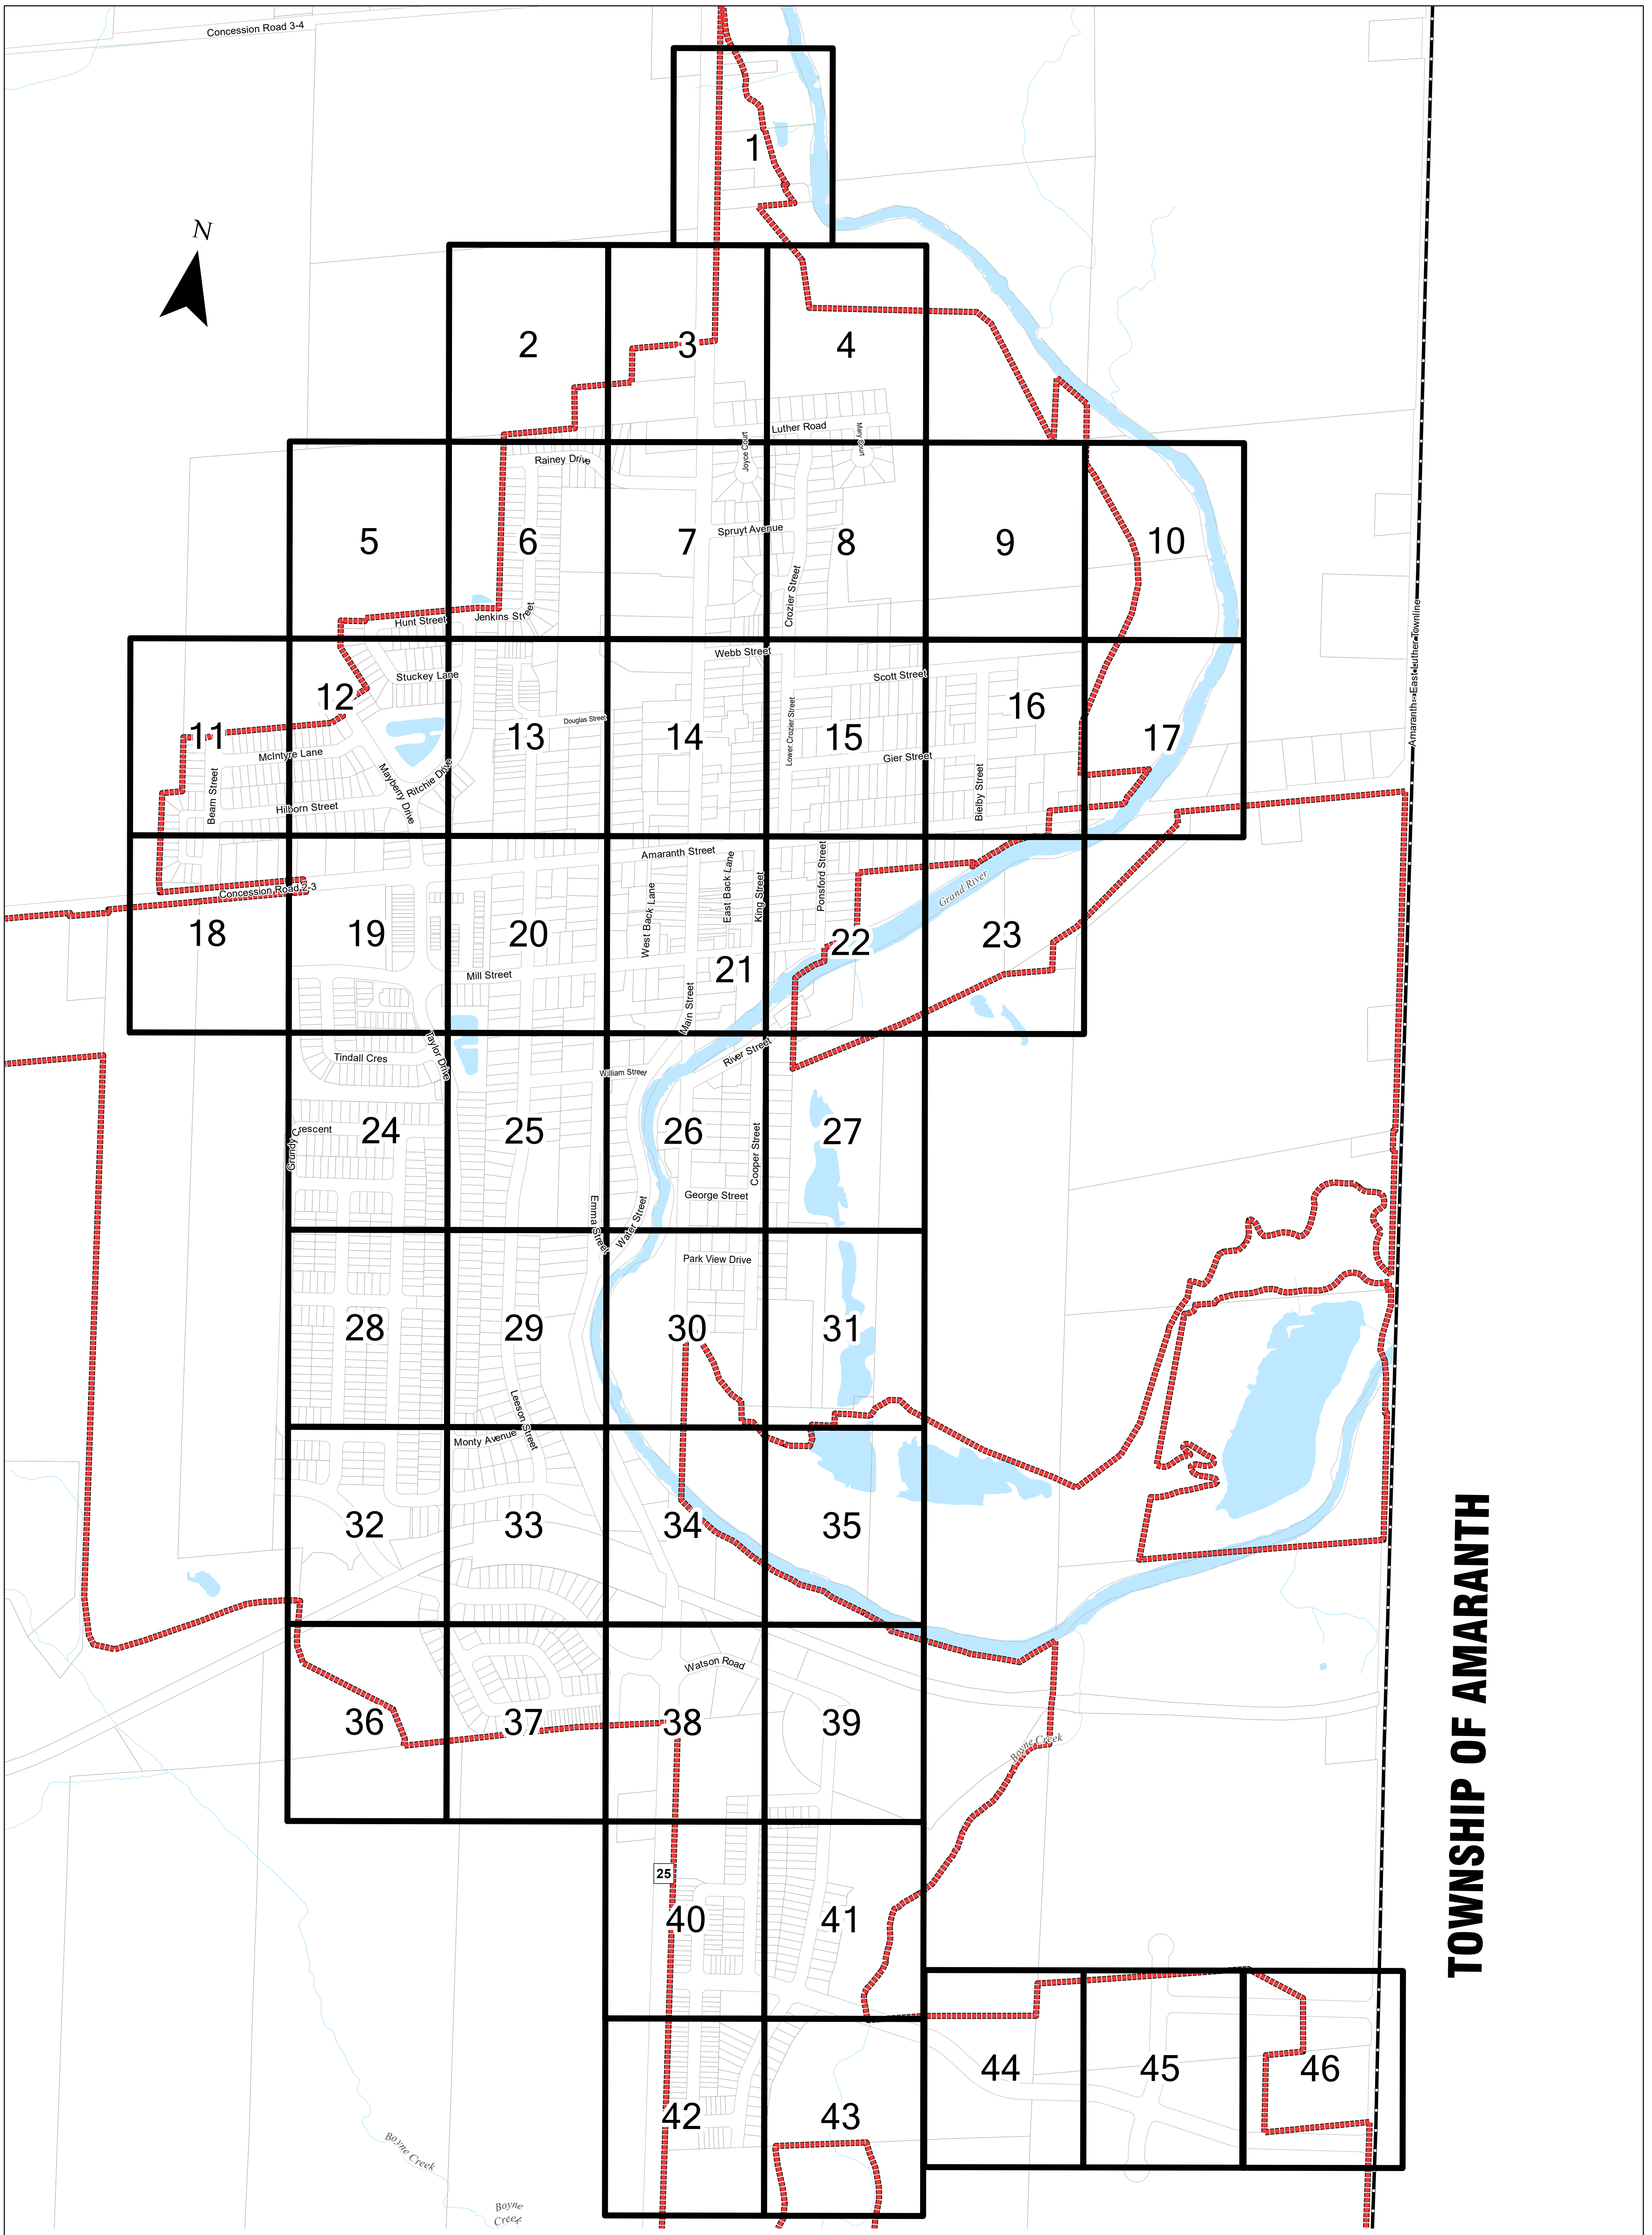 Concession Road 3-4
1
N
2
3
4
Luther Road
Joyce Court
Mary Court
Rainey Drive
Spruyt Avenue
5
6
7
8
9
10
Crozier Street
Hunt Street
Jenkins Street
Amaranth-East Luther Townline
Webb Street
Stuckey Lane
Scott Street
12
16
11
13
Douglas Street
14
Lower Crozier Street
15
17
McIntyre Lane
Gier Street
Beam Street
Mayberry Drive
Ritchie Drive
Bielby Street
Hilborn Street
Amaranth Street
West Back Lane
East Back Lane
King Street
Ponsford Street
Concession Road 2-3
Grand River
18
19
20
21
22
23
Mill Street
Main Street
Taylor Drive
Tindall Cres
River Street
William Street
24
25
26
27
Grundy Crescent
Cooper Street
George Street
Emma Street
Water Street
Park View Drive
28
29
30
31
Leeson Street
Monty Avenue
32
33
34
35
TOWNSHIP OF AMARANTH
Watson Road
36
37
38
39
Boyne Creek
25
40
41
44
45
46
42
43
Boyne Creek
Boyne
Creek